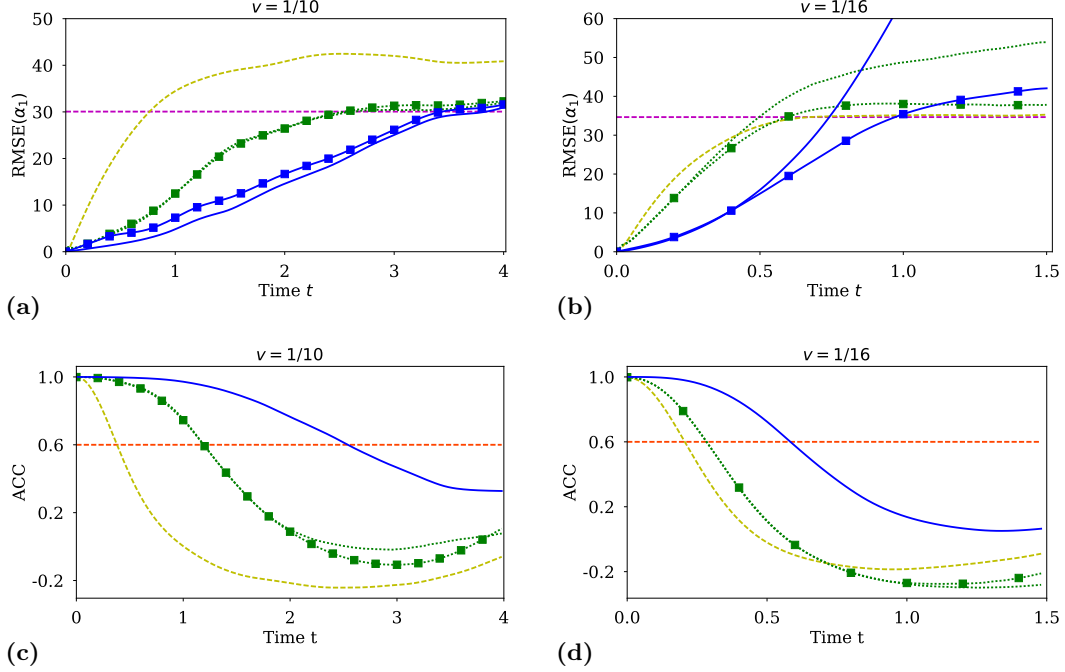 v = 1/10
50
40
30
20
10
0
RMSE(α₁)
0 1 2 3 4
Time t
(a)
v = 1/16
60
50
40
30
20
10
0
RMSE(α₁)
0.0 0.5 1.0 1.5
Time t
(b)
v = 1/10
1.0
0.6
0.2
-0.2
ACC
0 1 2 3 4
Time t
(c)
v = 1/16
1.0
0.6
0.2
-0.2
ACC
0.0 0.5 1.0 1.5
Time t
(d)